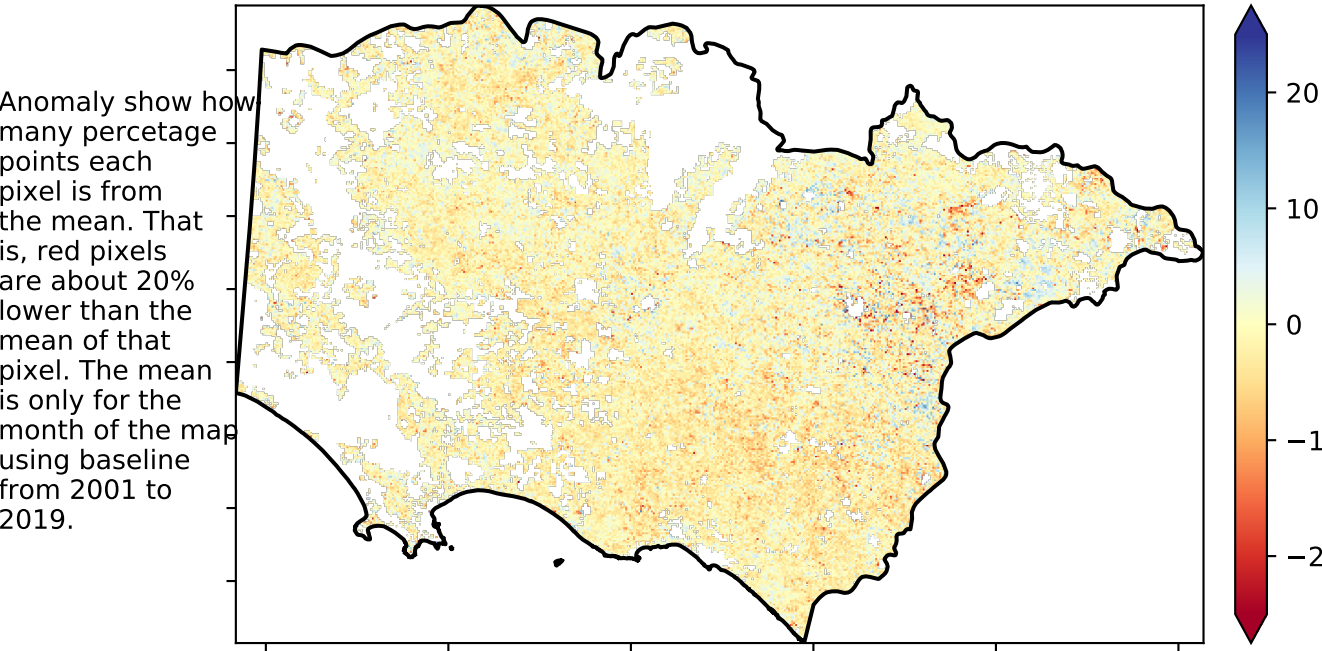 Anomaly show how
many percetage
points each
pixel is from
the mean. That
is, red pixels
are about 20%
lower than the
mean of that
pixel. The mean
is only for the
month of the map
using baseline
from 2001 to
2019.
20
10
0
−1
−2